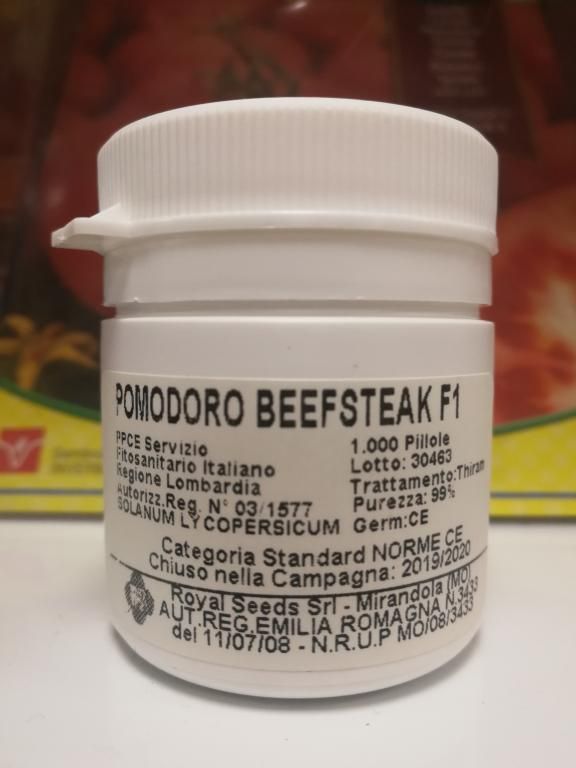 POMODORO BEEFSTEAK F1
PPCE Servizio
Fitosanitario Italiano
Regione Lombardia
Autorizz.Reg. N° 03/1577
SOLANUM LYCOPERSICUM
1.000 Pillole
Lotto: 30463
Trattamento:Thiram
Purezza: 99%
Germ:CE
Categoria Standard NORME CE
Chiuso nella Campagna: 2019/2020
Royal Seeds Srl - Mirandola (MO)
AUT.REG.EMILIA ROMAGNA N.3433
del 11/07/08 - N.R.U.P MO/08/3433